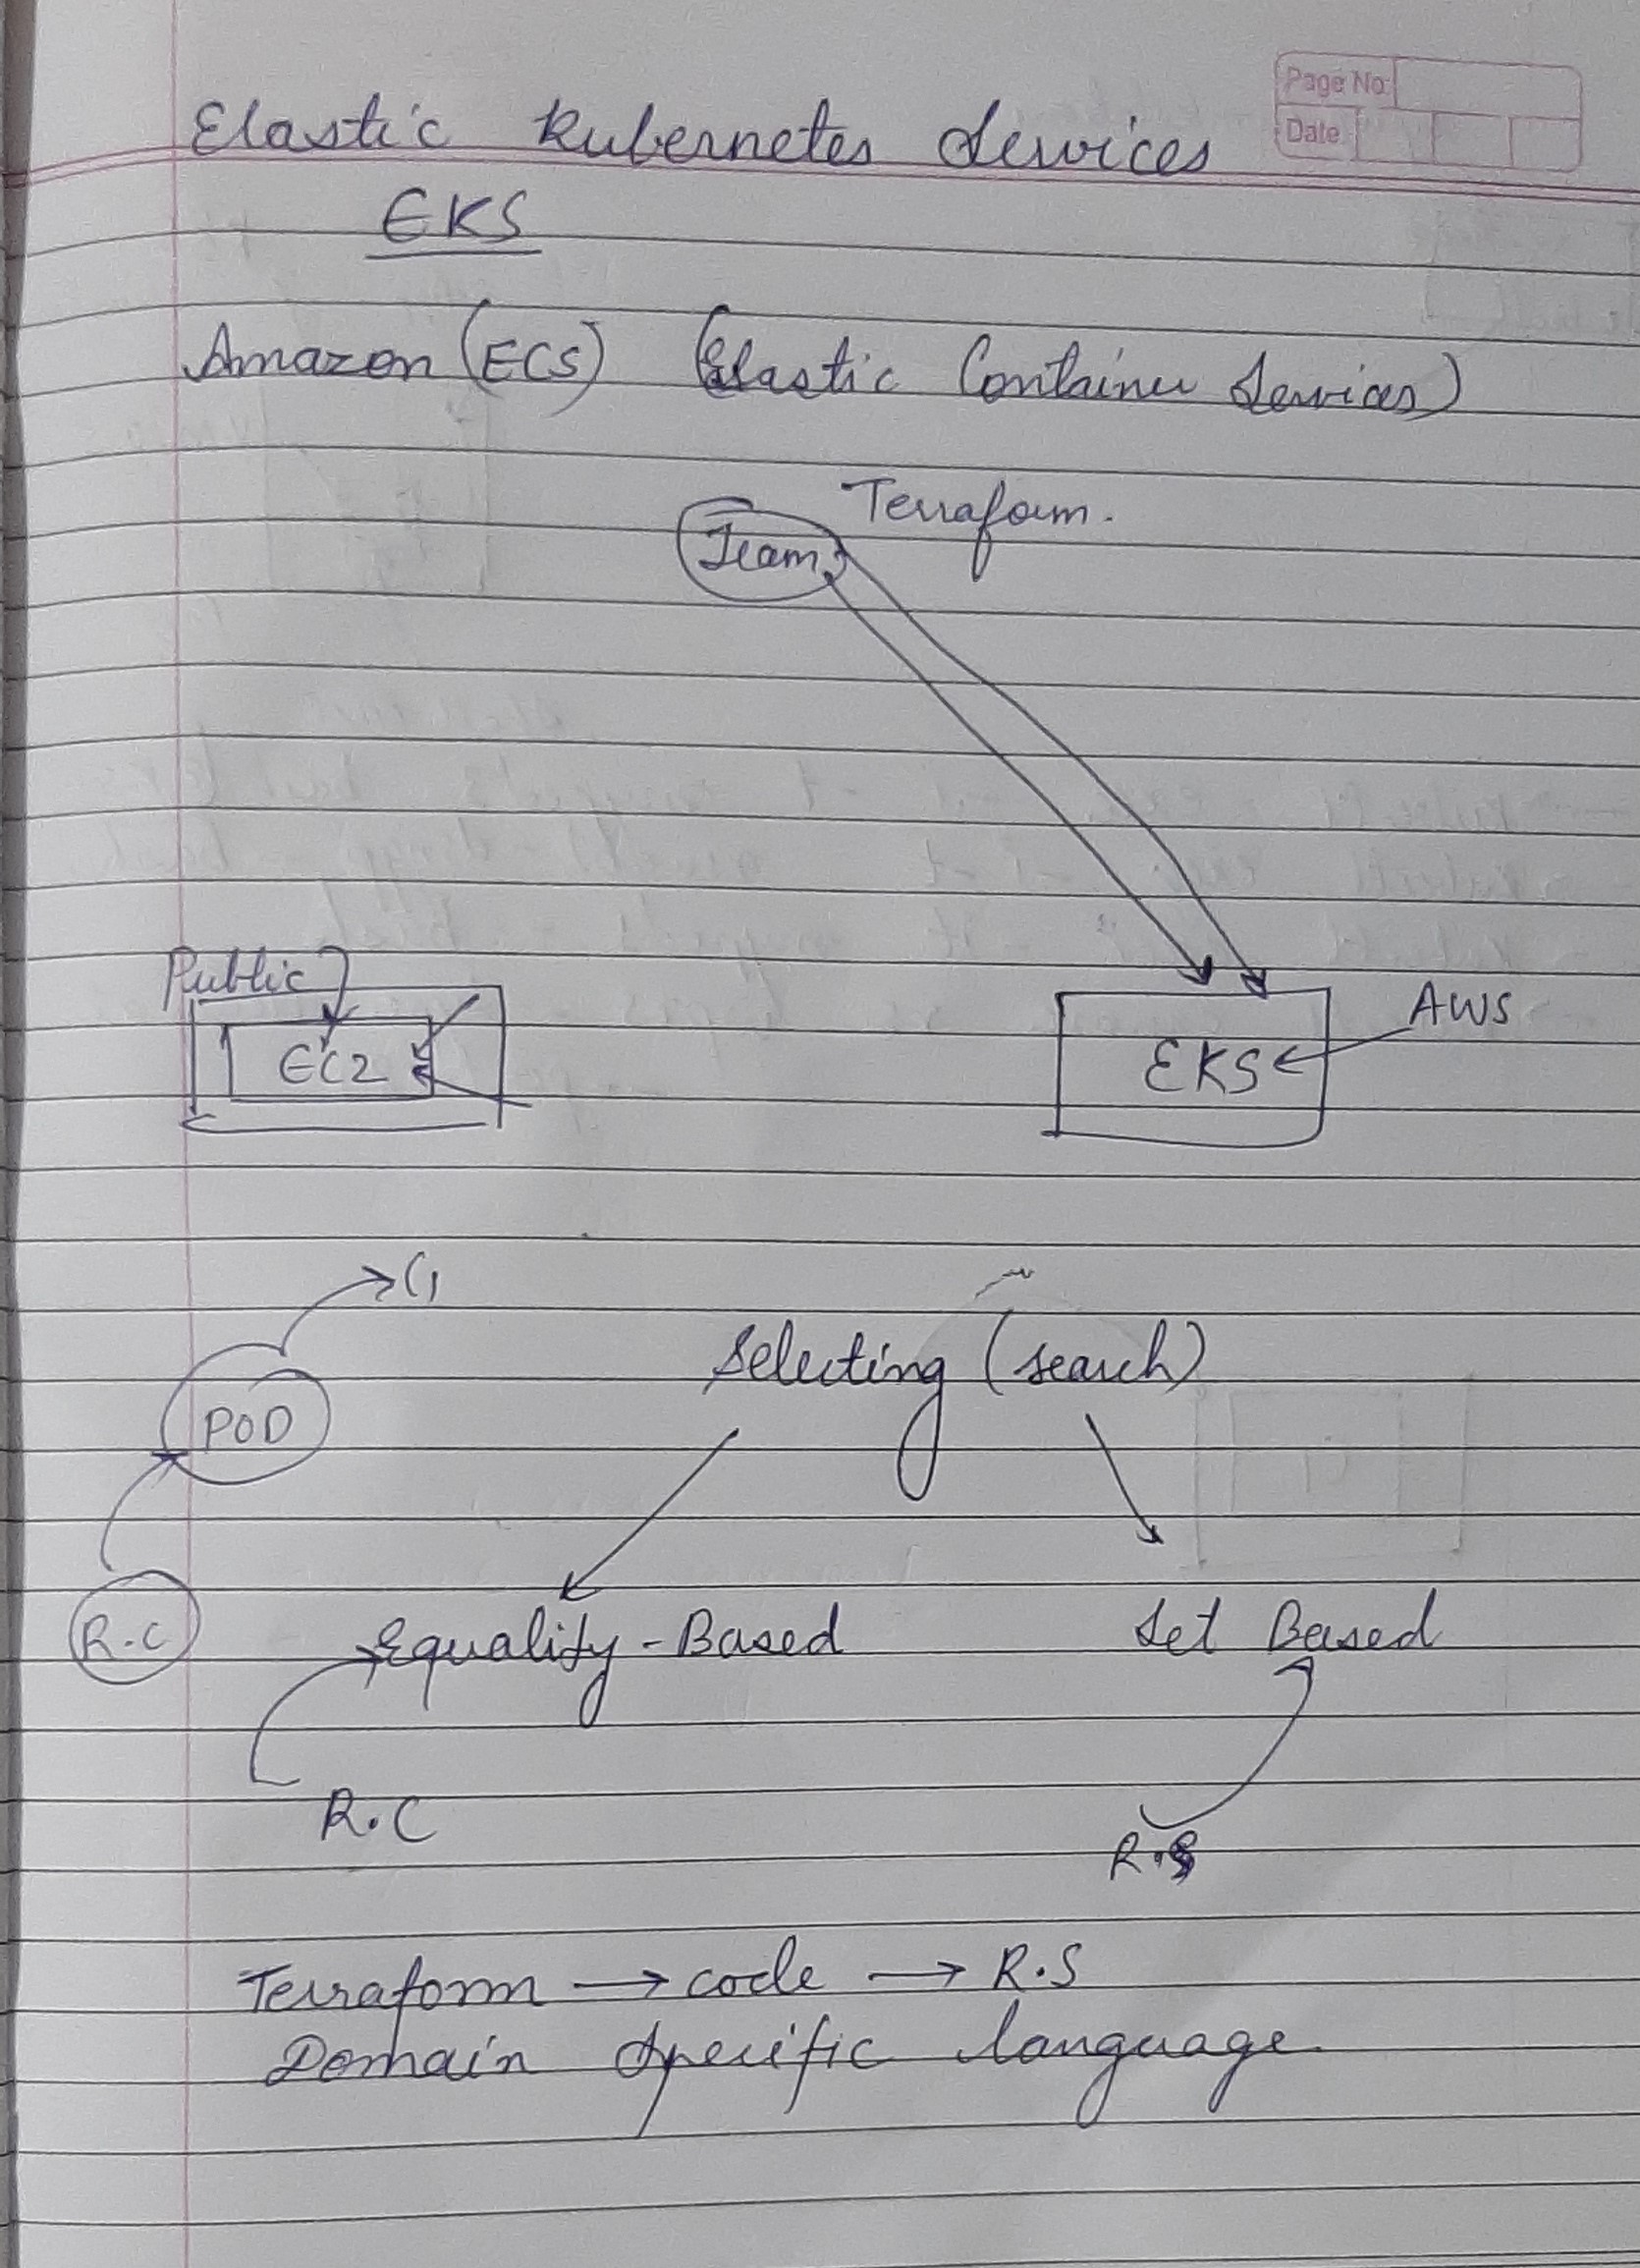 Page No.
Date
Elastic Kubernetes Services
EKS
Amazon (ECS) (Elastic Container Services)
Terraform.
Team
Public
EC2
AWS
EKS
C1
Selecting (search)
POD
R.C
Equality-Based
Set Based
R.C
R.S
Terraform → code → R.S
Domain Specific language